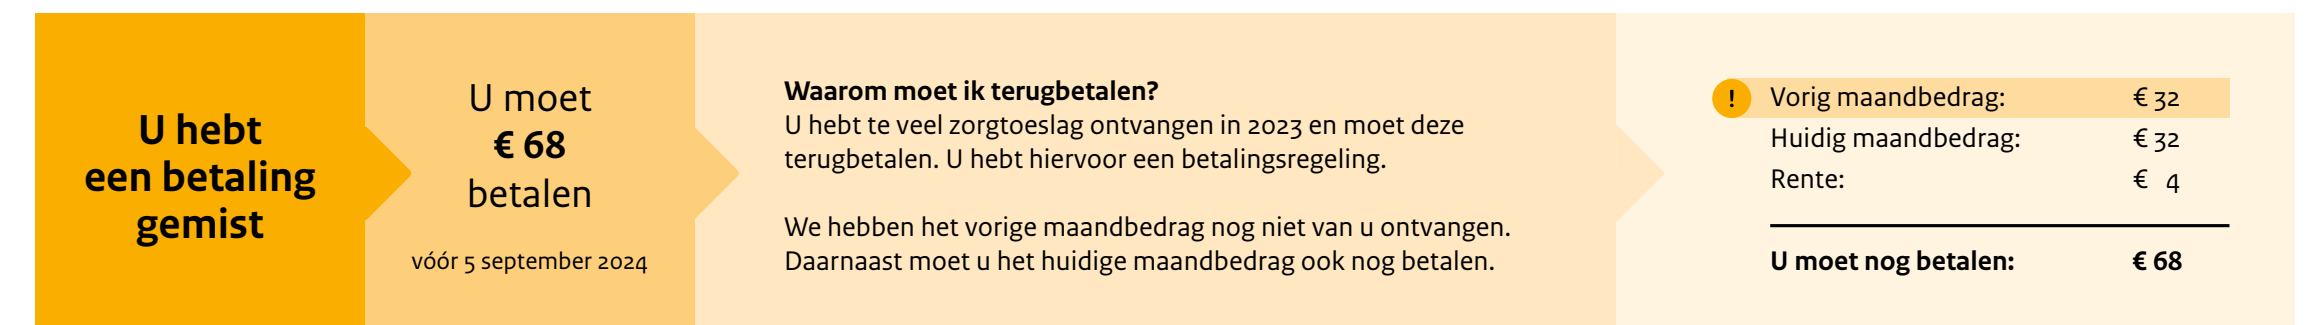 U hebt
een betaling
gemist
U moet
€ 68
betalen
vóór 5 september 2024
Waarom moet ik terugbetalen?
U hebt te veel zorgtoeslag ontvangen in 2023 en moet deze
terugbetalen. U hebt hiervoor een betalingsregeling.
We hebben het vorige maandbedrag nog niet van u ontvangen.
Daarnaast moet u het huidige maandbedrag ook nog betalen.
! Vorig maandbedrag: € 32
Huidig maandbedrag: € 32
Rente: € 4
U moet nog betalen: € 68